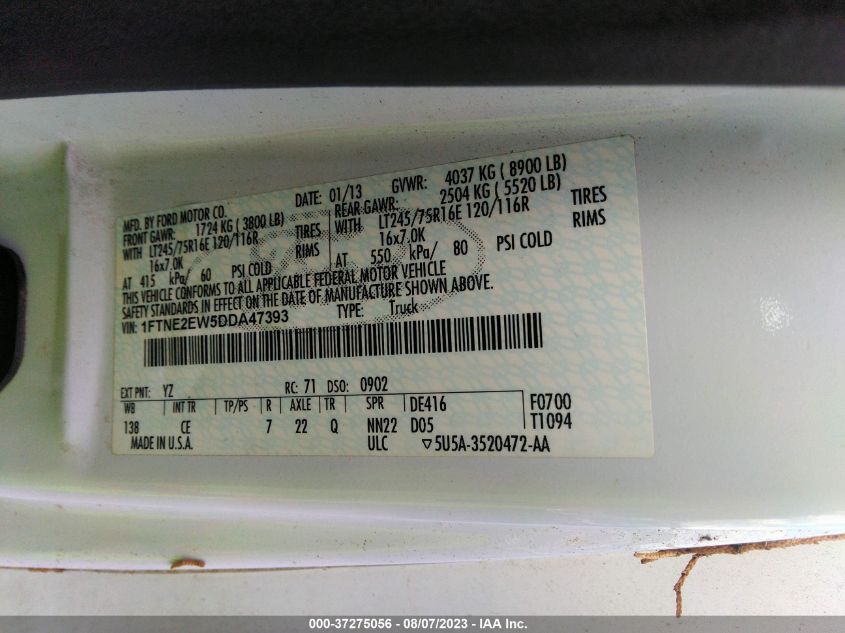 MFD. BY FORD MOTOR CO.
DATE: 01/13 GVWR: 4037 KG ( 8900 LB)
FRONT GAWR: 1724 KG ( 3800 LB) REAR GAWR: 2504 KG ( 5520 LB)
WITH LT245/75R16E 120/116R TIRES WITH LT245/75R16E 120/116R TIRES
16x7.0K RIMS 16x7.0K RIMS
AT 415 kPa/ 60 PSI COLD AT 550 kPa/ 80 PSI COLD
THIS VEHICLE CONFORMS TO ALL APPLICABLE FEDERAL MOTOR VEHICLE
SAFETY STANDARDS IN EFFECT ON THE DATE OF MANUFACTURE SHOWN ABOVE.
VIN: 1FTNE2EW5DDA47393 TYPE: Truck
EXT PNT: YZ RC: 71 DSO: 0902
WB INT TR TP/PS R AXLE TR SPR DE416 F0700
138 CE 7 22 Q NN22 D05 T1094
MADE IN U.S.A. ULC ▽5U5A-3520472-AA
000-37275056 - 08/07/2023 - IAA Inc.